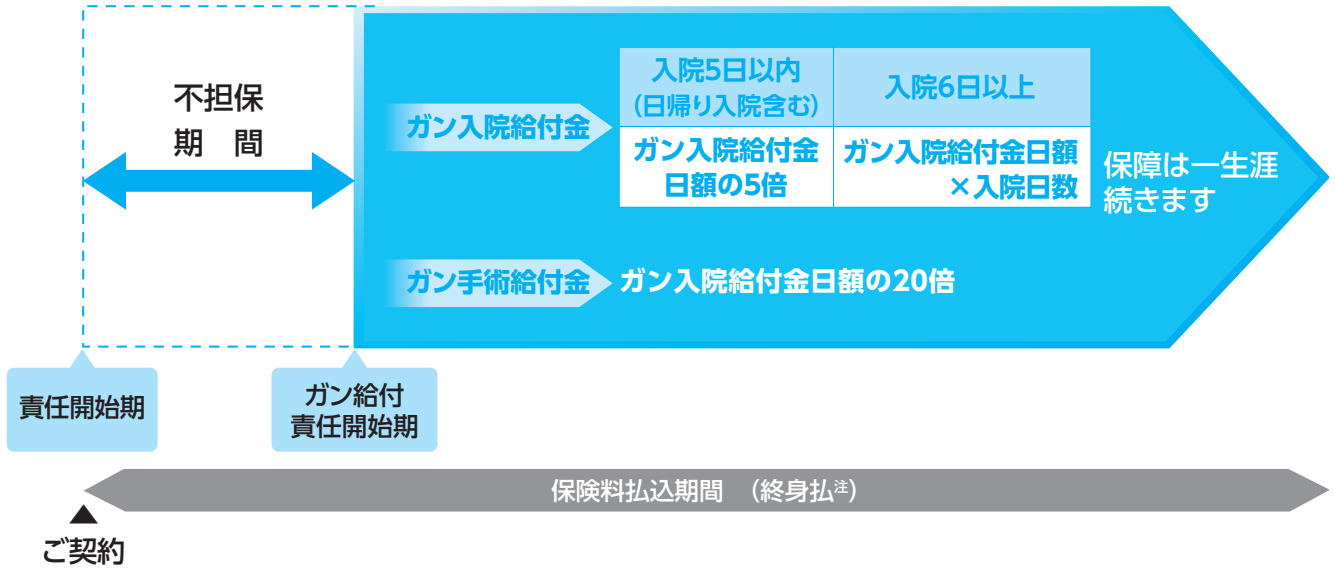 不担保
期　間
ガン入院給付金
入院5日以内
(日帰り入院含む)
入院6日以上
ガン入院給付金
日額の5倍
ガン入院給付金日額
×入院日数
保障は一生涯
続きます
ガン手術給付金
ガン入院給付金日額の20倍
責任開始期
ガン給付
責任開始期
保険料払込期間　(終身払注)
ご契約